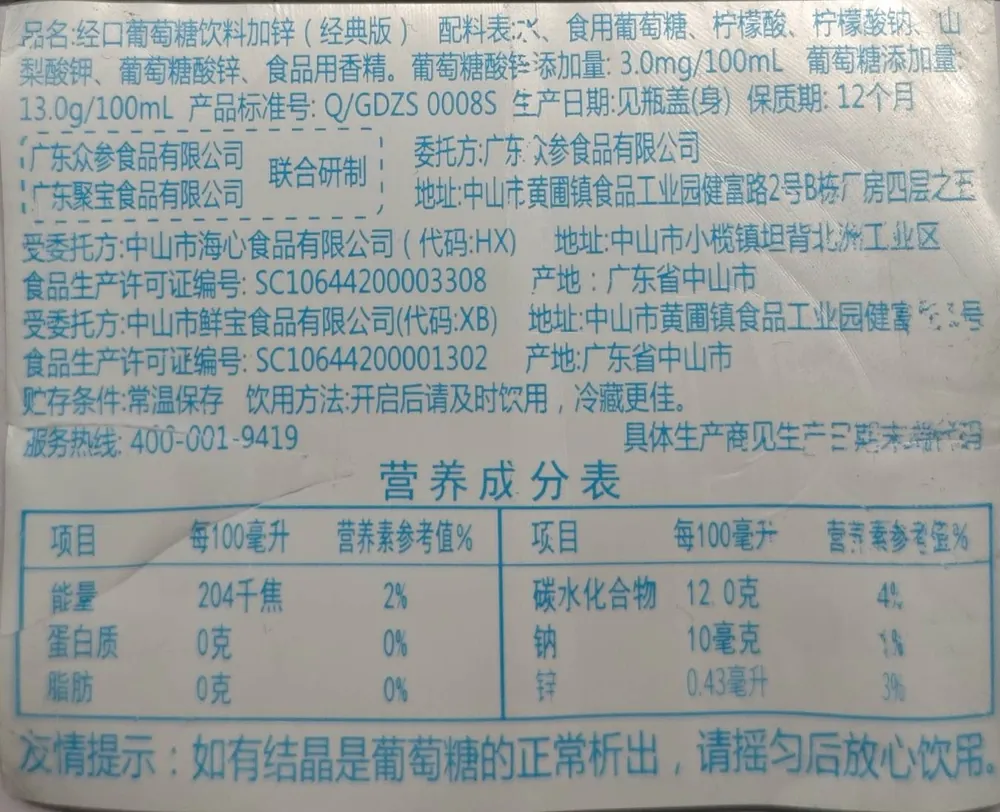 品名:经口葡萄糖饮料加锌(经典版) 配料表:水、食用葡萄糖、柠檬酸、柠檬酸钠、山
梨酸钾、葡萄糖酸锌、食品用香精。葡萄糖酸锌添加量: 3.0mg/100mL 葡萄糖添加量:
13.0g/100mL 产品标准号: Q/GDZS 0008S 生产日期:见瓶盖(身) 保质期: 12个月
广东众参食品有限公司
广东聚宝食品有限公司
联合研制
委托方:广东众参食品有限公司
地址:中山市黄圃镇食品工业园健富路2号B栋厂房四层之五
受委托方:中山市海心食品有限公司(代码:HX) 地址:中山市小榄镇坦背北洲工业区
食品生产许可证编号: SC10644200003308 产地:广东省中山市
受委托方:中山市鲜宝食品有限公司(代码:XB) 地址:中山市黄圃镇食品工业园健富 号
食品生产许可证编号: SC10644200001302 产地:广东省中山市
贮存条件:常温保存 饮用方法:开启后请及时饮用,冷藏更佳。
服务热线: 400-001-9419 具体生产商见生产日期末端代码
营养成分表
项目 每100毫升 营养素参考值% 项目 每100毫升 营养素参考值%
能量 204千焦 2% 碳水化合物 12.0克 4%
蛋白质 0克 0% 钠 10毫克 1%
脂肪 0克 0% 锌 0.43毫升 3%
友情提示:如有结晶是葡萄糖的正常析出,请摇匀后放心饮用。